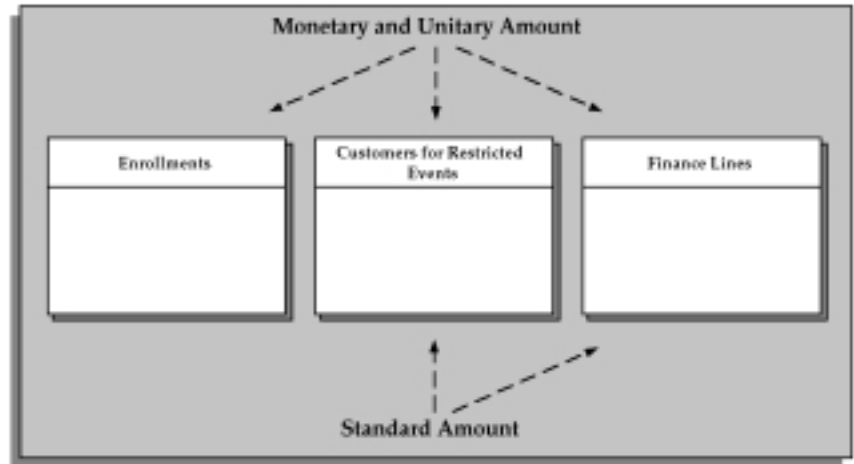 Monetary and Unitary Amount
Enrollments
Customers for Restricted
Events
Finance Lines
Standard Amount